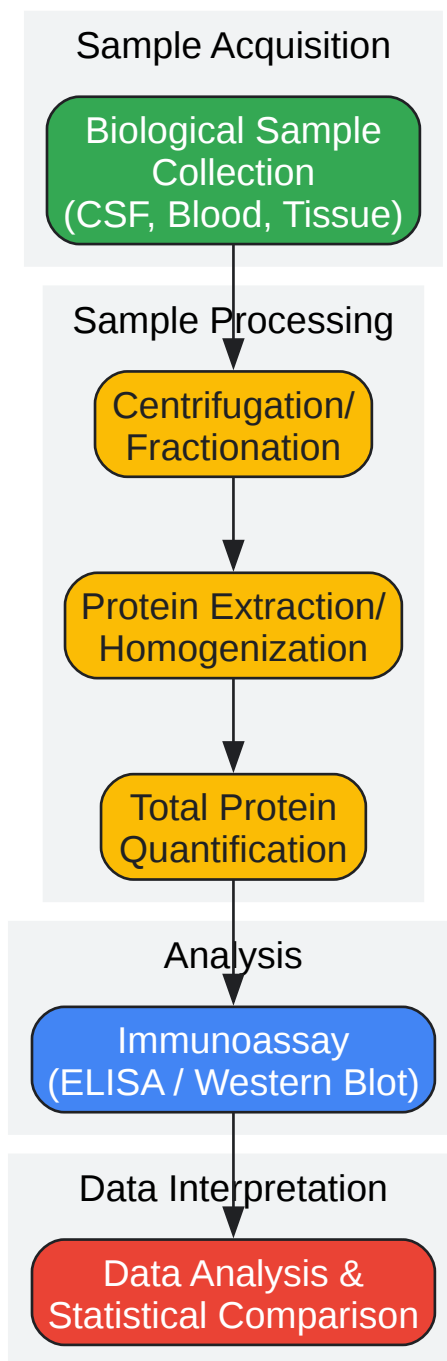 Sample Acquisition
Biological Sample
Collection
(CSF, Blood, Tissue)
Sample Processing
Centrifugation/
Fractionation
Protein Extraction/
Homogenization
Total Protein
Quantification
Analysis
Immunoassay
(ELISA / Western Blot)
Data Interpretation
Data Analysis &
Statistical Comparison